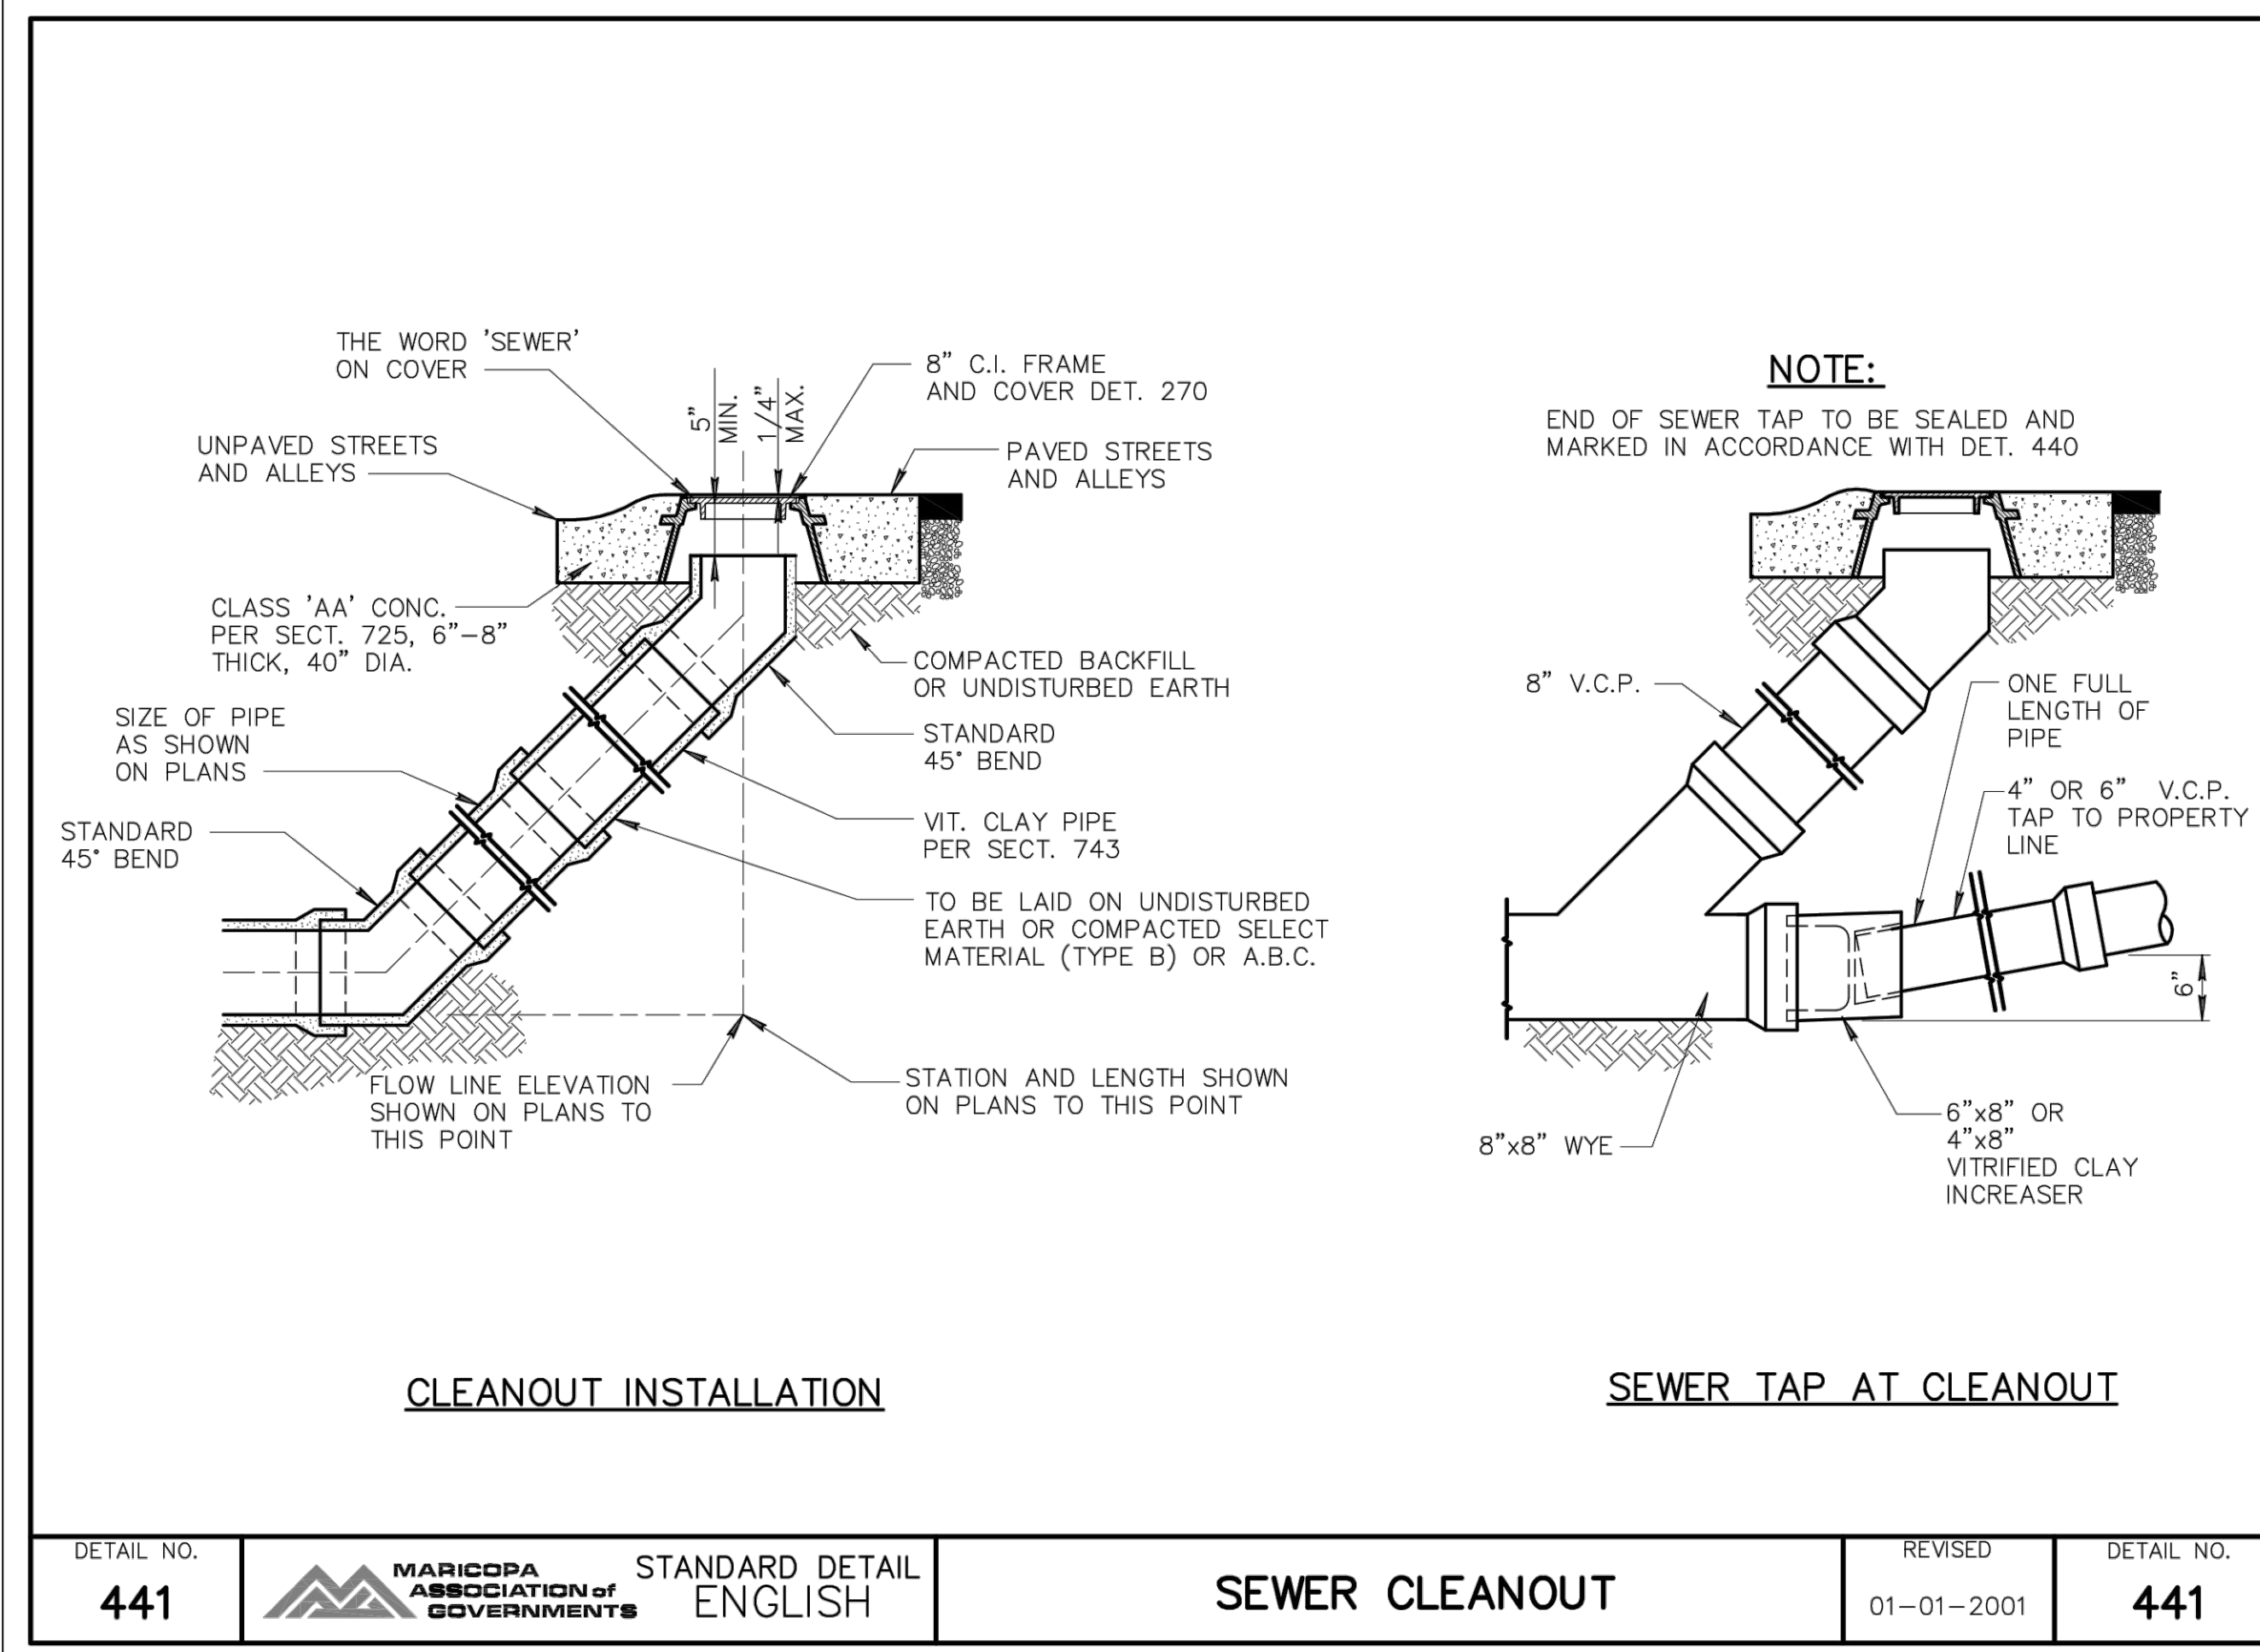 THE WORD 'SEWER'
ON COVER
5"
MIN.
1/4"
MAX.
8" C.I. FRAME
AND COVER DET. 270
UNPAVED STREETS
AND ALLEYS
PAVED STREETS
AND ALLEYS
CLASS 'AA' CONC.
PER SECT. 725, 6"-8"
THICK, 40" DIA.
COMPACTED BACKFILL
OR UNDISTURBED EARTH
SIZE OF PIPE
AS SHOWN
ON PLANS
STANDARD
45° BEND
STANDARD
45° BEND
VIT. CLAY PIPE
PER SECT. 743
TO BE LAID ON UNDISTURBED
EARTH OR COMPACTED SELECT
MATERIAL (TYPE B) OR A.B.C.
FLOW LINE ELEVATION
SHOWN ON PLANS TO
THIS POINT
STATION AND LENGTH SHOWN
ON PLANS TO THIS POINT
CLEANOUT INSTALLATION
NOTE:
END OF SEWER TAP TO BE SEALED AND
MARKED IN ACCORDANCE WITH DET. 440
8" V.C.P.
ONE FULL
LENGTH OF
PIPE
4" OR 6" V.C.P.
TAP TO PROPERTY
LINE
6"
8"x8" WYE
6"x8" OR
4"x8"
VITRIFIED CLAY
INCREASER
SEWER TAP AT CLEANOUT
DETAIL NO.
441
MARICOPA
ASSOCIATION of
GOVERNMENTS
STANDARD DETAIL
ENGLISH
SEWER CLEANOUT
REVISED
01-01-2001
DETAIL NO.
441